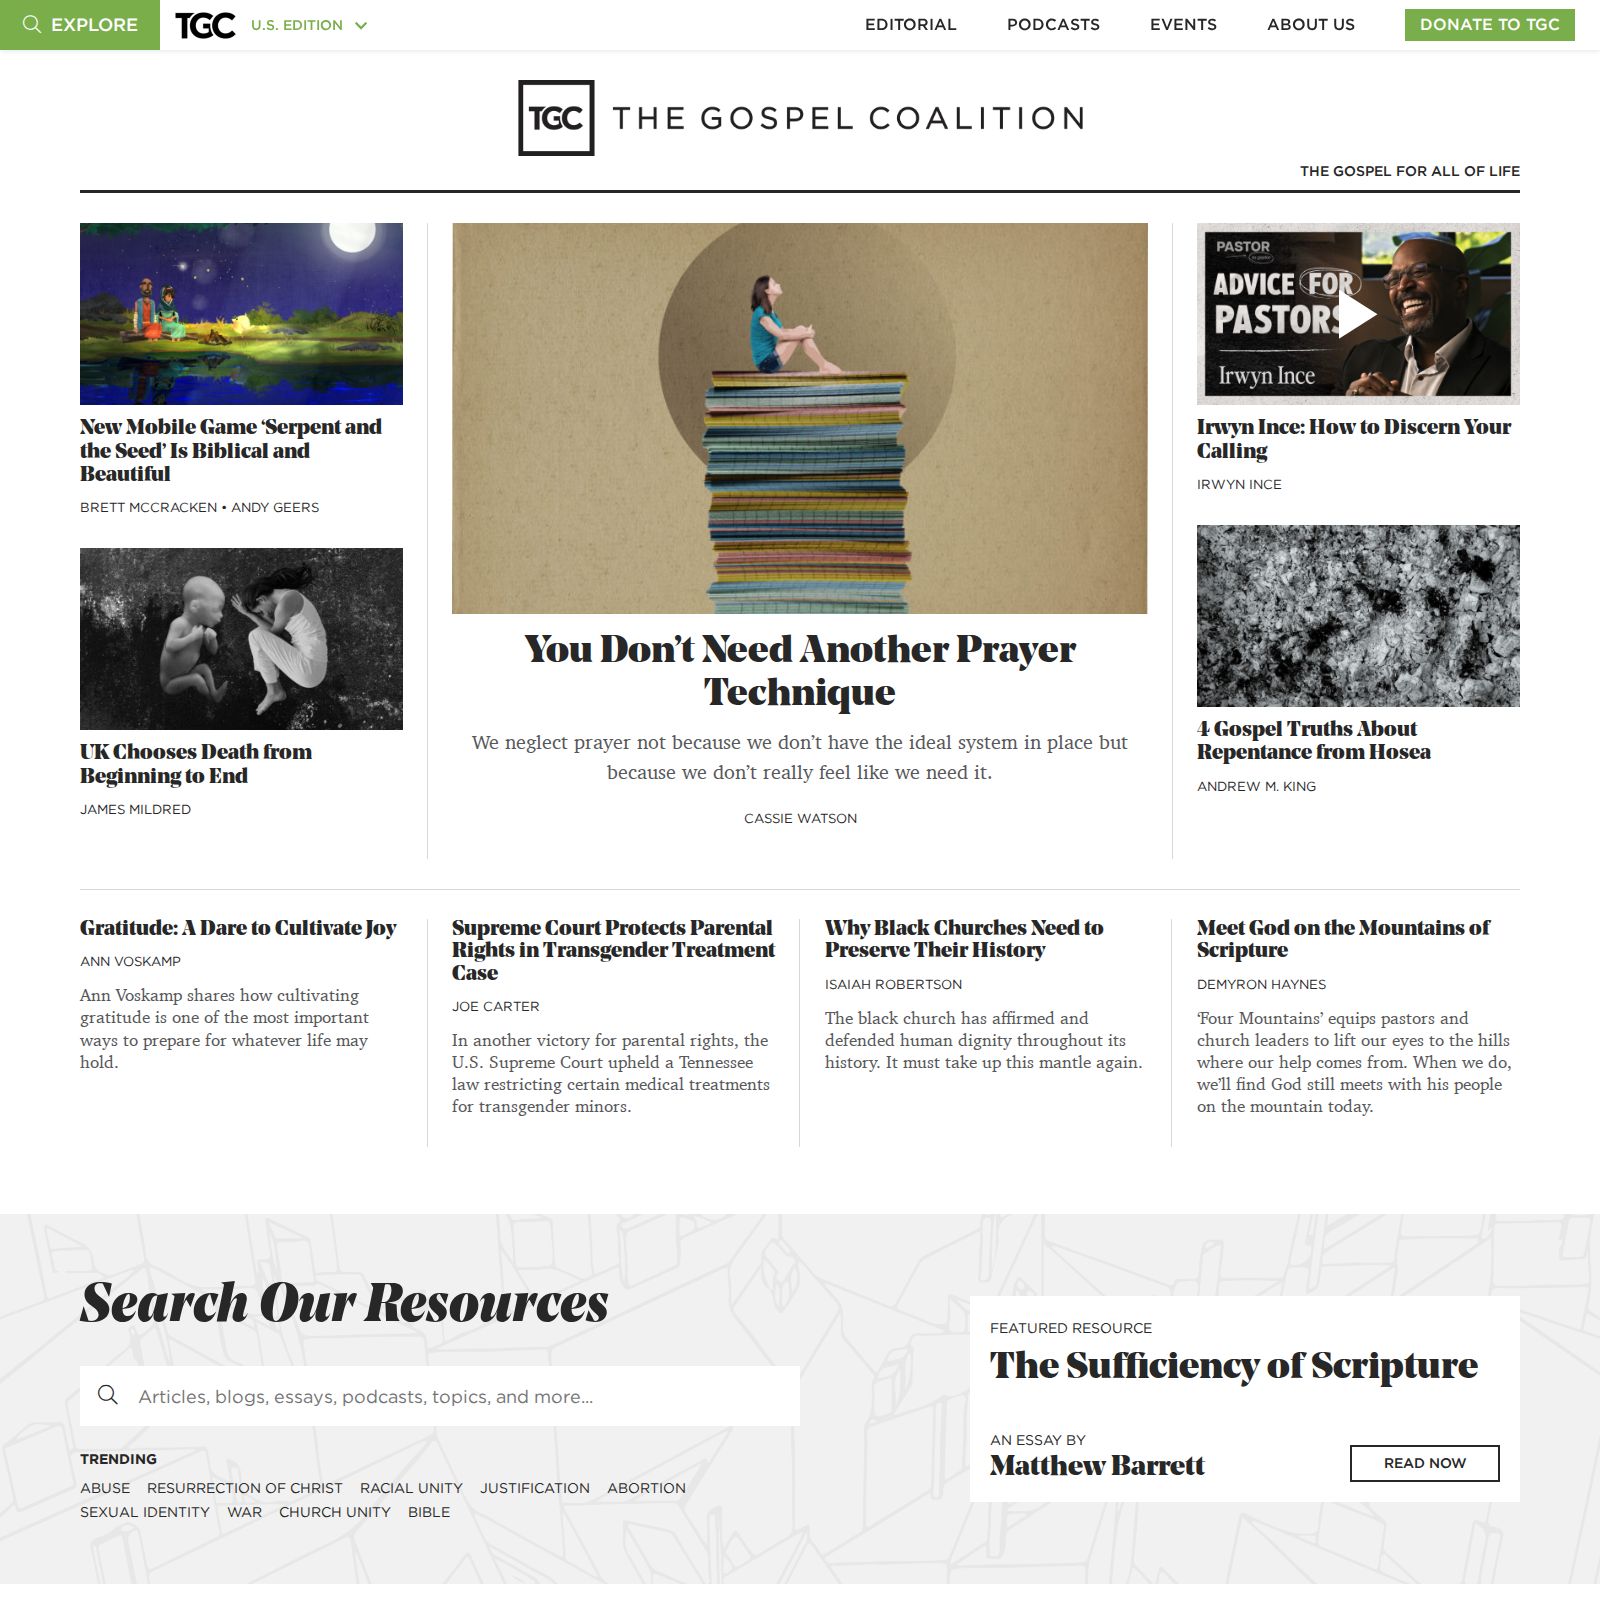 EXPLORE
TGC
U.S. EDITION
EDITORIAL
PODCASTS
EVENTS
ABOUT US
DONATE TO TGC
TGC THE GOSPEL COALITION
THE GOSPEL FOR ALL OF LIFE
New Mobile Game ‘Serpent and
the Seed’ Is Biblical and
Beautiful
BRETT MCCRACKEN • ANDY GEERS
UK Chooses Death from
Beginning to End
JAMES MILDRED
You Don’t Need Another Prayer
Technique
We neglect prayer not because we don’t have the ideal system in place but
because we don’t really feel like we need it.
CASSIE WATSON
PASTOR
ADVICE FOR
PASTORS
Irwyn Ince
Irwyn Ince: How to Discern Your
Calling
IRWYN INCE
4 Gospel Truths About
Repentance from Hosea
ANDREW M. KING
Gratitude: A Dare to Cultivate Joy
ANN VOSKAMP
Ann Voskamp shares how cultivating
gratitude is one of the most important
ways to prepare for whatever life may
hold.
Supreme Court Protects Parental
Rights in Transgender Treatment
Case
JOE CARTER
In another victory for parental rights, the
U.S. Supreme Court upheld a Tennessee
law restricting certain medical treatments
for transgender minors.
Why Black Churches Need to
Preserve Their History
ISAIAH ROBERTSON
The black church has affirmed and
defended human dignity throughout its
history. It must take up this mantle again.
Meet God on the Mountains of
Scripture
DEMYRON HAYNES
‘Four Mountains’ equips pastors and
church leaders to lift our eyes to the hills
where our help comes from. When we do,
we’ll find God still meets with his people
on the mountain today.
Search Our Resources
Articles, blogs, essays, podcasts, topics, and more...
TRENDING
ABUSE RESURRECTION OF CHRIST RACIAL UNITY JUSTIFICATION ABORTION
SEXUAL IDENTITY WAR CHURCH UNITY BIBLE
FEATURED RESOURCE
The Sufficiency of Scripture
AN ESSAY BY
Matthew Barrett
READ NOW